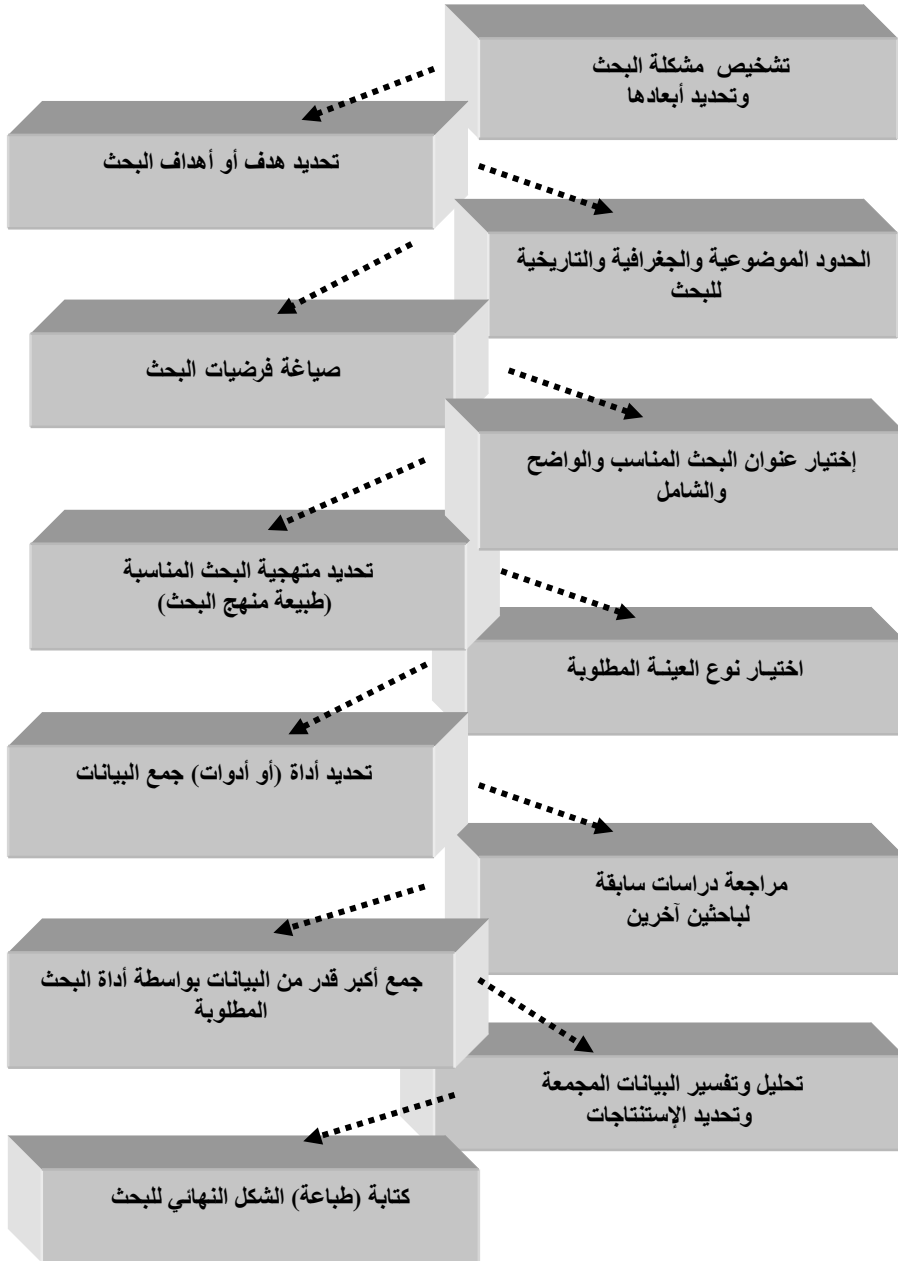 تشخيص مشكلة البحث
وتحديد أبعادها
تحديد هدف أو أهداف البحث
الحدود الموضوعية والجغرافية والتاريخية
للبحث
صياغة فرضيات البحث
إختيار عنوان البحث المناسب والواضح
والشامل
تحديد متهجية البحث المناسبة
(طبيعة منهج البحث)
اختيـار نوع العينـة المطلوبة
تحديد أداة (أو أدوات) جمع البيانات
مراجعة دراسات سابقة
لباحثين آخرين
جمع أكبر قدر من البيانات بواسطة أداة البحث
المطلوبة
تحليل وتفسير البيانات المجمعة
وتحديد الإستنتاجات
كتابة (طباعة) الشكل النهائي للبحث